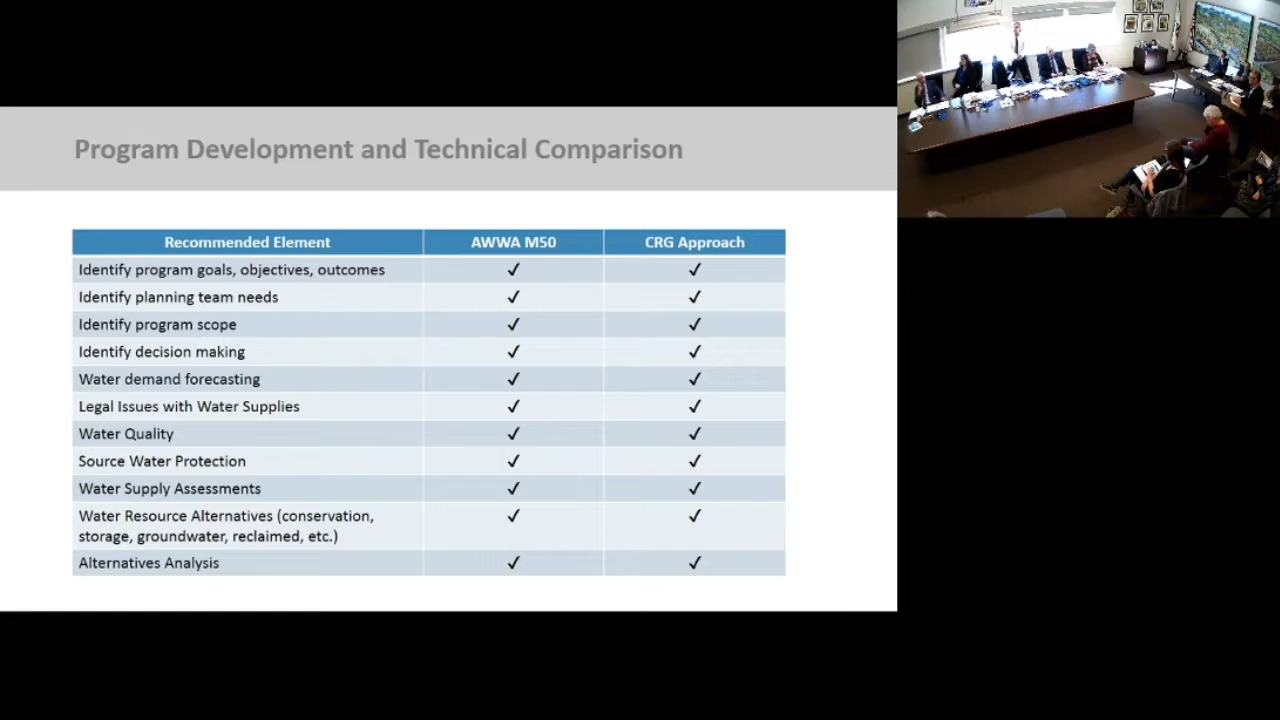 Program Development and Technical Comparison
Recommended Element AWWA M50 CRG Approach
Identify program goals, objectives, outcomes ✓ ✓
Identify planning team needs ✓ ✓
Identify program scope ✓ ✓
Identify decision making ✓ ✓
Water demand forecasting ✓ ✓
Legal Issues with Water Supplies ✓ ✓
Water Quality ✓ ✓
Source Water Protection ✓ ✓
Water Supply Assessments ✓ ✓
Water Resource Alternatives (conservation, ✓ ✓
storage, groundwater, reclaimed, etc.)
Alternatives Analysis ✓ ✓